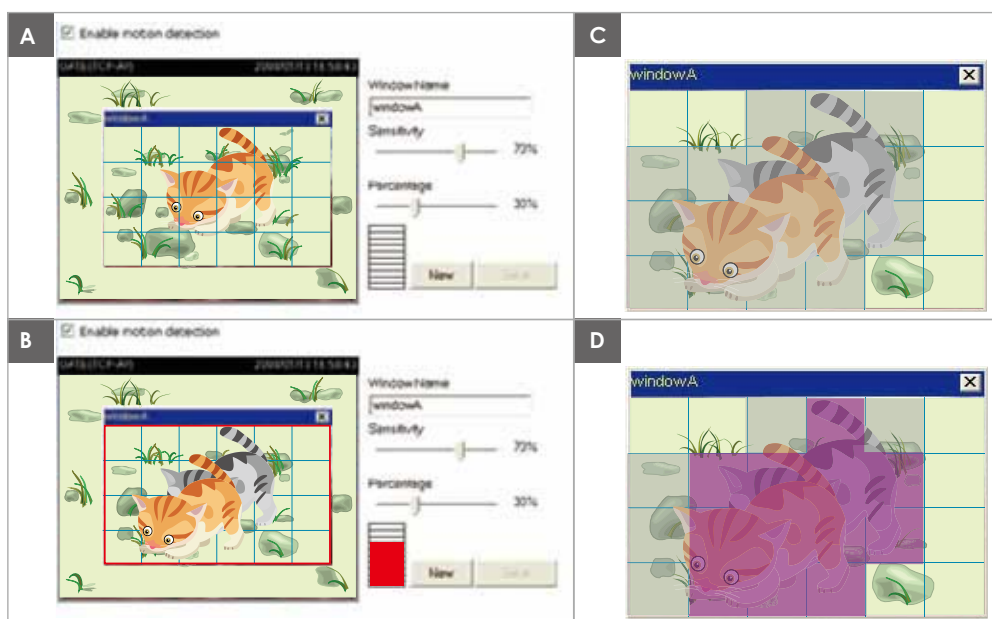 A
Enable motion detection
windowA
Window Name
windowA
Sensitivity
70%
Percentage
30%
New
B
Enable motion detection
windowA
Window Name
windowA
Sensitivity
70%
Percentage
30%
New
C
windowA
D
windowA